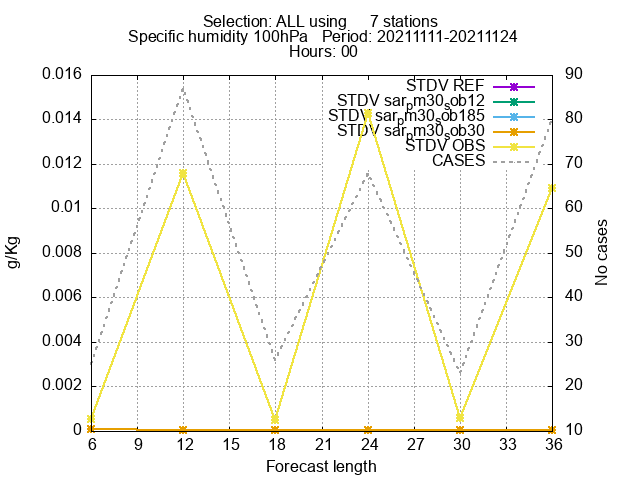 Selection: ALL using 7 stations
Specific humidity 100hPa Period: 20211111-20211124
Hours: 00
STDV REF
STDV sarpm30sob12
STDV sarpm30sob185
STDV sarpm30sob30
STDV OBS
CASES
0.016
0.014
0.012
0.01
0.008
0.006
0.004
0.002
0
g/Kg
90
80
70
60
50
40
30
20
10
No cases
6 9 12 15 18 21 24 27 30 33 36
Forecast length